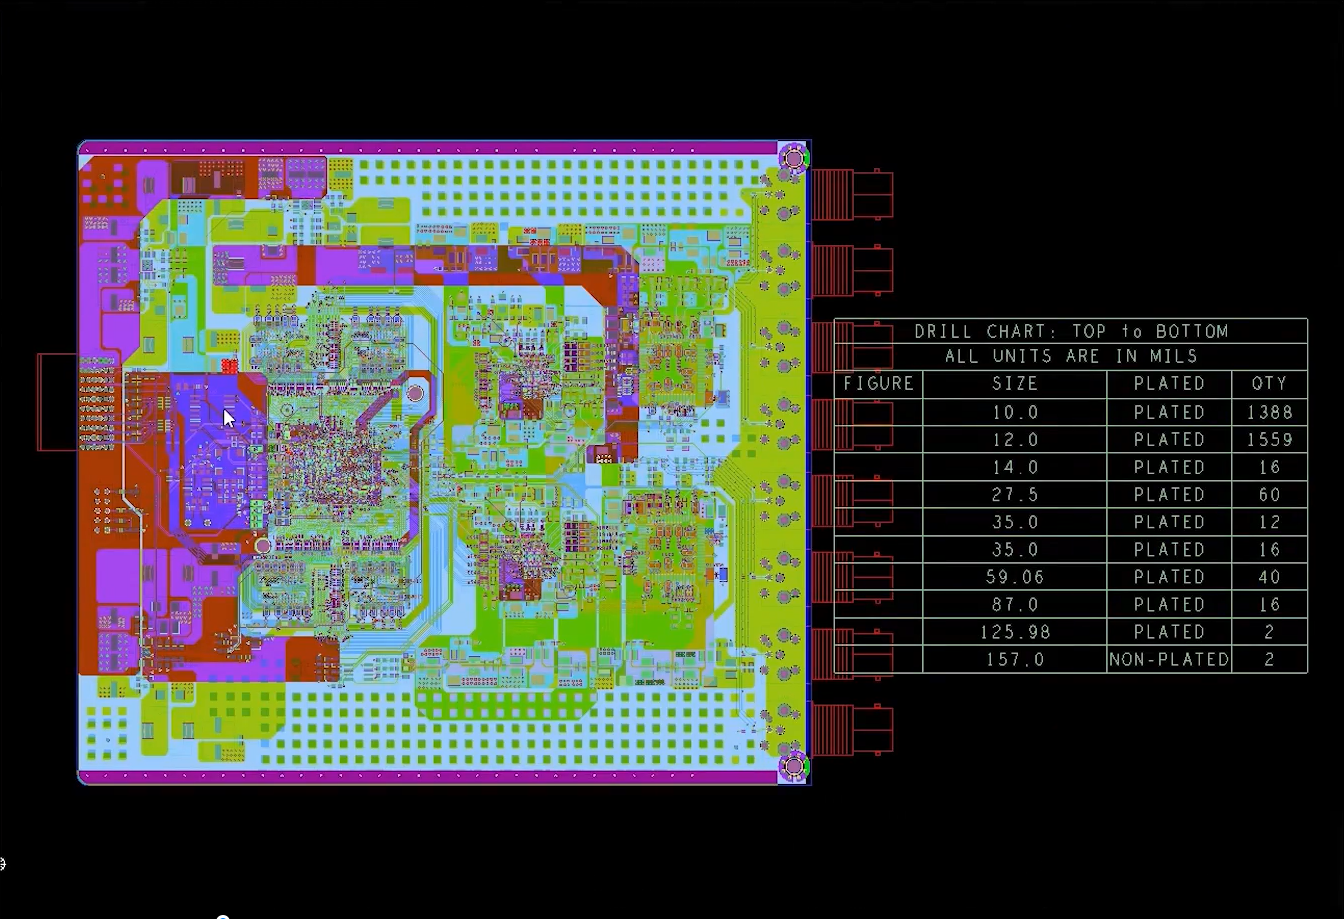 DRILL CHART: TOP to BOTTOM
ALL UNITS ARE IN MILS
FIGURE SIZE PLATED QTY
10.0 PLATED 1388
12.0 PLATED 1559
14.0 PLATED 16
27.5 PLATED 60
35.0 PLATED 12
35.0 PLATED 16
59.06 PLATED 40
87.0 PLATED 16
125.98 PLATED 2
157.0 NON-PLATED 2